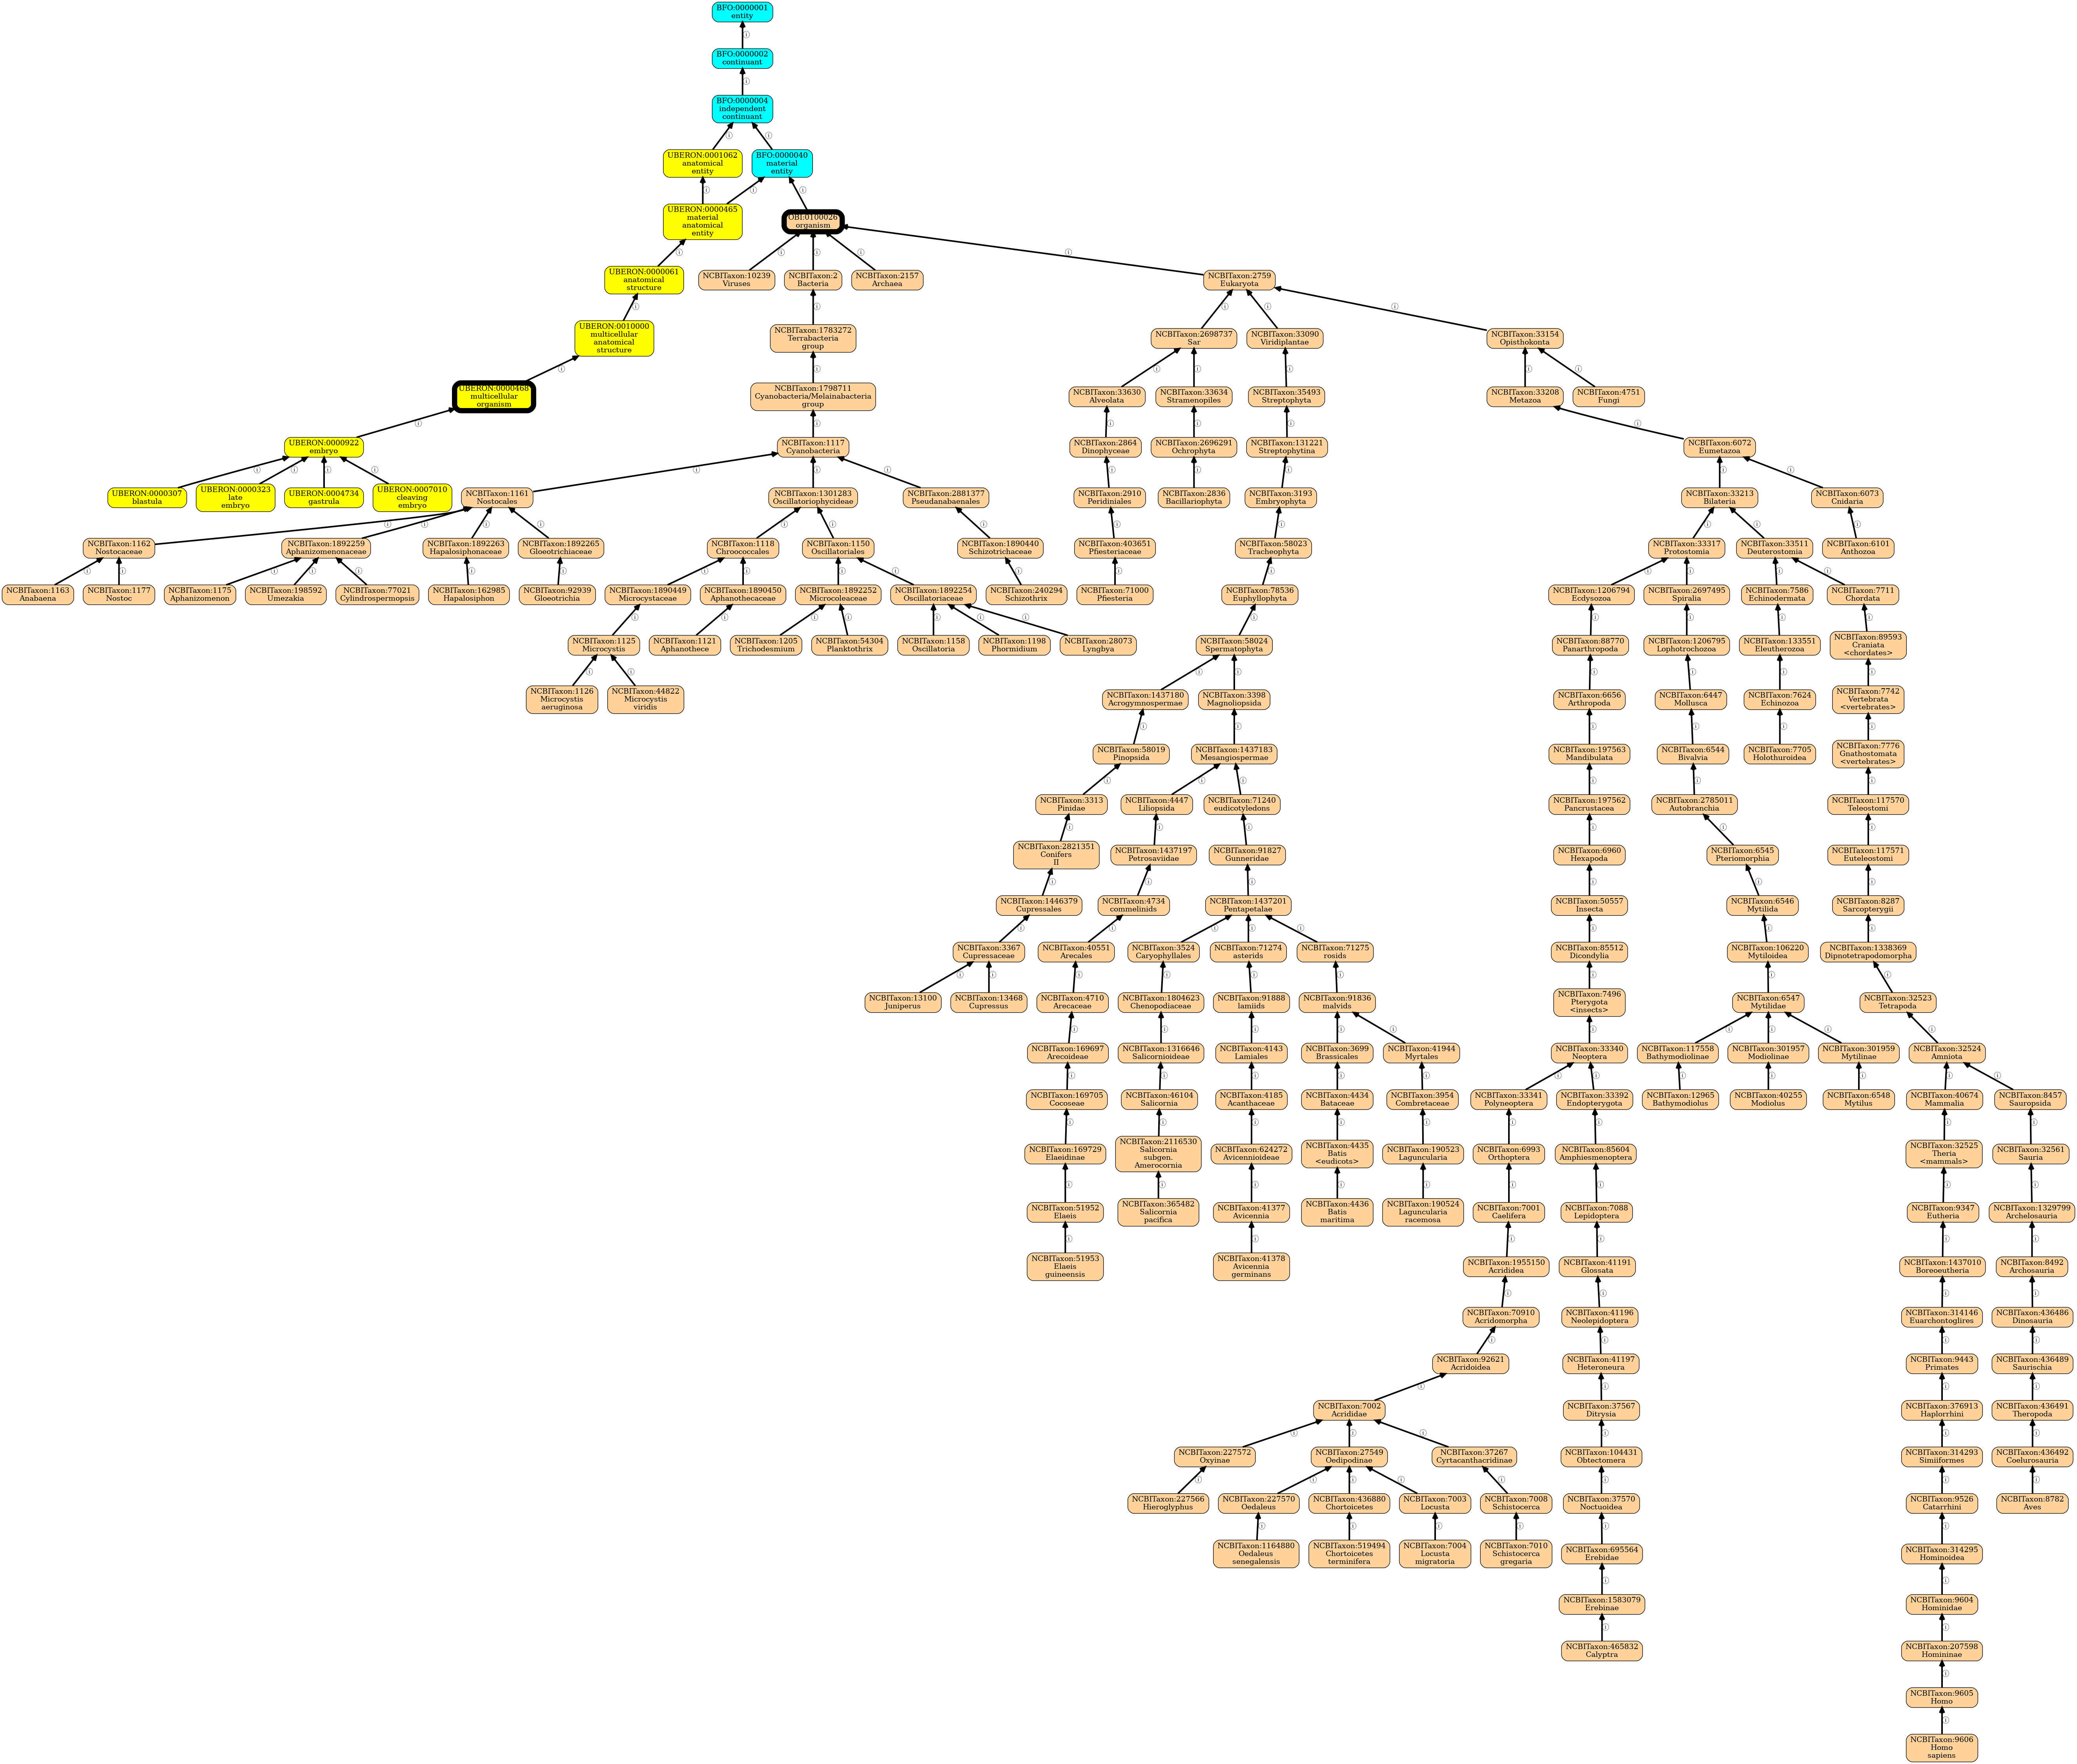 BFO:0000001
entity
BFO:0000002
continuant
BFO:0000004
independent
continuant
UBERON:0001062
anatomical
entity
BFO:0000040
material
entity
UBERON:0000465
material
anatomical
entity
OBI:0100026
organism
UBERON:0000061
anatomical
structure
NCBITaxon:10239
Viruses
NCBITaxon:2
Bacteria
NCBITaxon:2157
Archaea
NCBITaxon:2759
Eukaryota
UBERON:0010000
multicellular
anatomical
structure
NCBITaxon:1783272
Terrabacteria
group
NCBITaxon:2698737
Sar
NCBITaxon:33090
Viridiplantae
NCBITaxon:33154
Opisthokonta
UBERON:0000468
multicellular
organism
NCBITaxon:1798711
Cyanobacteria/Melainabacteria
group
NCBITaxon:33630
Alveolata
NCBITaxon:33634
Stramenopiles
NCBITaxon:35493
Streptophyta
NCBITaxon:33208
Metazoa
NCBITaxon:4751
Fungi
UBERON:0000922
embryo
NCBITaxon:1117
Cyanobacteria
NCBITaxon:2864
Dinophyceae
NCBITaxon:2696291
Ochrophyta
NCBITaxon:131221
Streptophytina
NCBITaxon:6072
Eumetazoa
UBERON:0000307
blastula
UBERON:0000323
late
embryo
UBERON:0004734
gastrula
UBERON:0007010
cleaving
embryo
NCBITaxon:1161
Nostocales
NCBITaxon:1301283
Oscillatoriophycideae
NCBITaxon:2881377
Pseudanabaenales
NCBITaxon:2910
Peridiniales
NCBITaxon:2836
Bacillariophyta
NCBITaxon:3193
Embryophyta
NCBITaxon:33213
Bilateria
NCBITaxon:6073
Cnidaria
NCBITaxon:1162
Nostocaceae
NCBITaxon:1892259
Aphanizomenonaceae
NCBITaxon:1892263
Hapalosiphonaceae
NCBITaxon:1892265
Gloeotrichiaceae
NCBITaxon:1118
Chroococcales
NCBITaxon:1150
Oscillatoriales
NCBITaxon:1890440
Schizotrichaceae
NCBITaxon:403651
Pfiesteriaceae
NCBITaxon:58023
Tracheophyta
NCBITaxon:33317
Protostomia
NCBITaxon:33511
Deuterostomia
NCBITaxon:6101
Anthozoa
NCBITaxon:1163
Anabaena
NCBITaxon:1177
Nostoc
NCBITaxon:1175
Aphanizomenon
NCBITaxon:198592
Umezakia
NCBITaxon:77021
Cylindrospermopsis
NCBITaxon:162985
Hapalosiphon
NCBITaxon:92939
Gloeotrichia
NCBITaxon:1890449
Microcystaceae
NCBITaxon:1890450
Aphanothecaceae
NCBITaxon:1892252
Microcoleaceae
NCBITaxon:1892254
Oscillatoriaceae
NCBITaxon:240294
Schizothrix
NCBITaxon:71000
Pfiesteria
NCBITaxon:78536
Euphyllophyta
NCBITaxon:1206794
Ecdysozoa
NCBITaxon:2697495
Spiralia
NCBITaxon:7586
Echinodermata
NCBITaxon:7711
Chordata
NCBITaxon:1125
Microcystis
NCBITaxon:1121
Aphanothece
NCBITaxon:1205
Trichodesmium
NCBITaxon:54304
Planktothrix
NCBITaxon:1158
Oscillatoria
NCBITaxon:1198
Phormidium
NCBITaxon:28073
Lyngbya
NCBITaxon:58024
Spermatophyta
NCBITaxon:88770
Panarthropoda
NCBITaxon:1206795
Lophotrochozoa
NCBITaxon:133551
Eleutherozoa
NCBITaxon:89593
Craniata
<chordates>
NCBITaxon:1126
Microcystis
aeruginosa
NCBITaxon:44822
Microcystis
viridis
NCBITaxon:1437180
Acrogymnospermae
NCBITaxon:3398
Magnoliopsida
NCBITaxon:6656
Arthropoda
NCBITaxon:6447
Mollusca
NCBITaxon:7624
Echinozoa
NCBITaxon:7742
Vertebrata
<vertebrates>
NCBITaxon:58019
Pinopsida
NCBITaxon:1437183
Mesangiospermae
NCBITaxon:197563
Mandibulata
NCBITaxon:6544
Bivalvia
NCBITaxon:7705
Holothuroidea
NCBITaxon:7776
Gnathostomata
<vertebrates>
NCBITaxon:3313
Pinidae
NCBITaxon:4447
Liliopsida
NCBITaxon:71240
eudicotyledons
NCBITaxon:197562
Pancrustacea
NCBITaxon:2785011
Autobranchia
NCBITaxon:117570
Teleostomi
NCBITaxon:2821351
Conifers
II
NCBITaxon:1437197
Petrosaviidae
NCBITaxon:91827
Gunneridae
NCBITaxon:6960
Hexapoda
NCBITaxon:6545
Pteriomorphia
NCBITaxon:117571
Euteleostomi
NCBITaxon:1446379
Cupressales
NCBITaxon:4734
commelinids
NCBITaxon:1437201
Pentapetalae
NCBITaxon:50557
Insecta
NCBITaxon:6546
Mytilida
NCBITaxon:8287
Sarcopterygii
NCBITaxon:3367
Cupressaceae
NCBITaxon:40551
Arecales
NCBITaxon:3524
Caryophyllales
NCBITaxon:71274
asterids
NCBITaxon:71275
rosids
NCBITaxon:85512
Dicondylia
NCBITaxon:106220
Mytiloidea
NCBITaxon:1338369
Dipnotetrapodomorpha
NCBITaxon:13100
Juniperus
NCBITaxon:13468
Cupressus
NCBITaxon:4710
Arecaceae
NCBITaxon:1804623
Chenopodiaceae
NCBITaxon:91888
lamiids
NCBITaxon:91836
malvids
NCBITaxon:7496
Pterygota
<insects>
NCBITaxon:6547
Mytilidae
NCBITaxon:32523
Tetrapoda
NCBITaxon:169697
Arecoideae
NCBITaxon:1316646
Salicornioideae
NCBITaxon:4143
Lamiales
NCBITaxon:3699
Brassicales
NCBITaxon:41944
Myrtales
NCBITaxon:33340
Neoptera
NCBITaxon:117558
Bathymodiolinae
NCBITaxon:301957
Modiolinae
NCBITaxon:301959
Mytilinae
NCBITaxon:32524
Amniota
NCBITaxon:169705
Cocoseae
NCBITaxon:46104
Salicornia
NCBITaxon:4185
Acanthaceae
NCBITaxon:4434
Bataceae
NCBITaxon:3954
Combretaceae
NCBITaxon:33341
Polyneoptera
NCBITaxon:33392
Endopterygota
NCBITaxon:12965
Bathymodiolus
NCBITaxon:40255
Modiolus
NCBITaxon:6548
Mytilus
NCBITaxon:40674
Mammalia
NCBITaxon:8457
Sauropsida
NCBITaxon:169729
Elaeidinae
NCBITaxon:2116530
Salicornia
subgen.
Amerocornia
NCBITaxon:624272
Avicennioideae
NCBITaxon:4435
Batis
<eudicots>
NCBITaxon:190523
Laguncularia
NCBITaxon:6993
Orthoptera
NCBITaxon:85604
Amphiesmenoptera
NCBITaxon:32525
Theria
<mammals>
NCBITaxon:32561
Sauria
NCBITaxon:51952
Elaeis
NCBITaxon:365482
Salicornia
pacifica
NCBITaxon:41377
Avicennia
NCBITaxon:4436
Batis
maritima
NCBITaxon:190524
Laguncularia
racemosa
NCBITaxon:7001
Caelifera
NCBITaxon:7088
Lepidoptera
NCBITaxon:9347
Eutheria
NCBITaxon:1329799
Archelosauria
NCBITaxon:51953
Elaeis
guineensis
NCBITaxon:41378
Avicennia
germinans
NCBITaxon:1955150
Acrididea
NCBITaxon:41191
Glossata
NCBITaxon:1437010
Boreoeutheria
NCBITaxon:8492
Archosauria
NCBITaxon:70910
Acridomorpha
NCBITaxon:41196
Neolepidoptera
NCBITaxon:314146
Euarchontoglires
NCBITaxon:436486
Dinosauria
NCBITaxon:92621
Acridoidea
NCBITaxon:41197
Heteroneura
NCBITaxon:9443
Primates
NCBITaxon:436489
Saurischia
NCBITaxon:7002
Acrididae
NCBITaxon:37567
Ditrysia
NCBITaxon:376913
Haplorrhini
NCBITaxon:436491
Theropoda
NCBITaxon:227572
Oxyinae
NCBITaxon:27549
Oedipodinae
NCBITaxon:37267
Cyrtacanthacridinae
NCBITaxon:104431
Obtectomera
NCBITaxon:314293
Simiiformes
NCBITaxon:436492
Coelurosauria
NCBITaxon:227566
Hieroglyphus
NCBITaxon:227570
Oedaleus
NCBITaxon:436880
Chortoicetes
NCBITaxon:7003
Locusta
NCBITaxon:7008
Schistocerca
NCBITaxon:37570
Noctuoidea
NCBITaxon:9526
Catarrhini
NCBITaxon:8782
Aves
NCBITaxon:1164880
Oedaleus
senegalensis
NCBITaxon:519494
Chortoicetes
terminifera
NCBITaxon:7004
Locusta
migratoria
NCBITaxon:7010
Schistocerca
gregaria
NCBITaxon:695564
Erebidae
NCBITaxon:314295
Hominoidea
NCBITaxon:1583079
Erebinae
NCBITaxon:9604
Hominidae
NCBITaxon:465832
Calyptra
NCBITaxon:207598
Homininae
NCBITaxon:9605
Homo
NCBITaxon:9606
Homo
sapiens